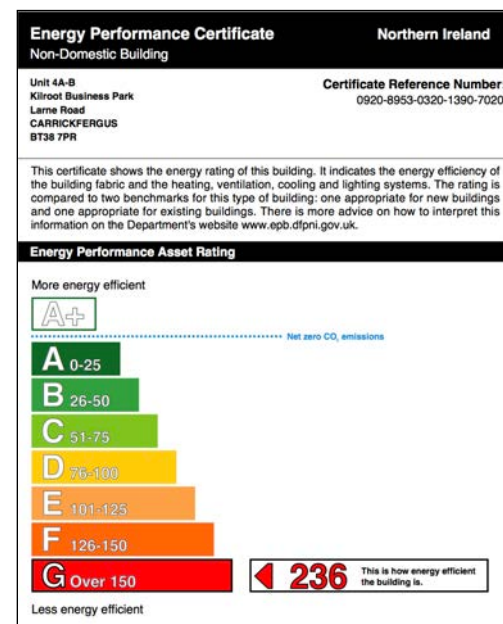 Energy Performance Certificate
Northern Ireland
Non-Domestic Building
Unit 4A-B
Kilroot Business Park
Larne Road
CARRICKFERGUS
BT38 7PR
Certificate Reference Number:
0920-8953-0320-1390-7020
This certificate shows the energy rating of this building. It indicates the energy efficiency of
the building fabric and the heating, ventilation, cooling and lighting systems. The rating is
compared to two benchmarks for this type of building: one appropriate for new buildings
and one appropriate for existing buildings. There is more advice on how to interpret this
information on the Department's website www.epb.dfpni.gov.uk.
Energy Performance Asset Rating
More energy efficient
A+
Net zero CO₂ emissions
A 0-25
B 26-50
C 51-75
D 76-100
E 101-125
F 126-150
G Over 150
236
This is how energy efficient
the building is.
Less energy efficient